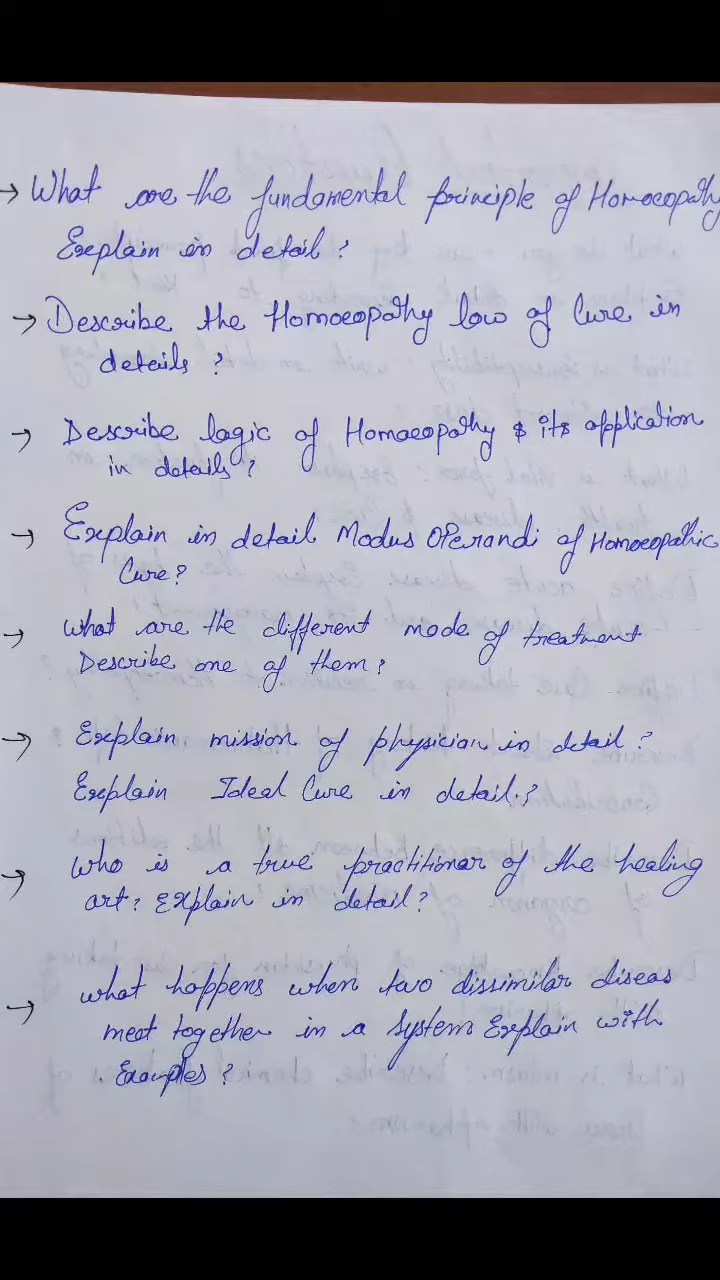 → What are the fundamental principle of Homoeopathy
Explain in detail?
→ Describe the Homoeopathy law of Cure in
details?
→ Describe logic of Homoeopathy & its application
in details?
→ Explain in detail Modus Operandi of Homoeopathic
Cure?
→ what are the different mode of treatment
Describe one of them?
→ Explain mission of physician in detail?
Explain Ideal Cure in detail.?
→ Who is a true practitionar of the healing
art? Explain in detail?
→ what happens when two dissimilar diseas
meet together in a system Explain with
Examples?